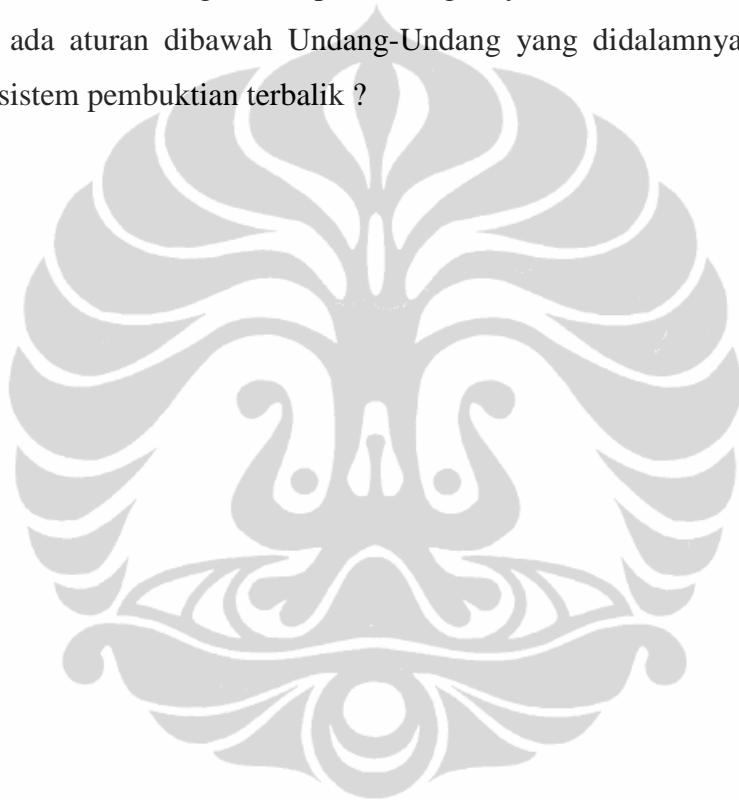 ada aturan dibawah Undang-Undang yang didalamnya
sistem pembuktian terbalik ?